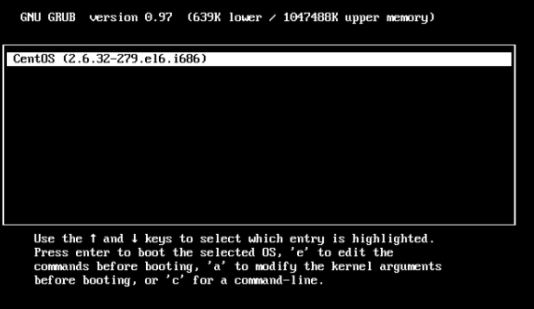 GNU GRUB version 0.97 (639K lower / 1047488K upper memory)
CentOS (2.6.32-279.el6.i686)
Use the ↑ and ↓ keys to select which entry is highlighted.
Press enter to boot the selected OS, 'e' to edit the
commands before booting, 'a' to modify the kernel arguments
before booting, or 'c' for a command-line.